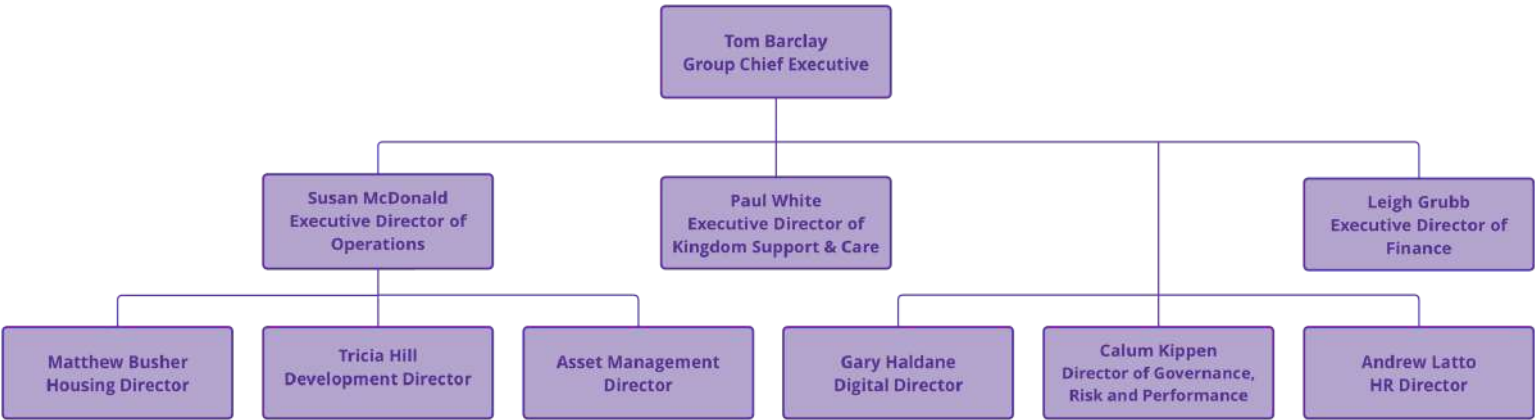 Tom Barclay
Group Chief Executive
Susan McDonald
Executive Director of
Operations
Paul White
Executive Director of
Kingdom Support & Care
Leigh Grubb
Executive Director of
Finance
Matthew Busher
Housing Director
Tricia Hill
Development Director
Asset Management
Director
Gary Haldane
Digital Director
Calum Kippen
Director of Governance,
Risk and Performance
Andrew Latto
HR Director